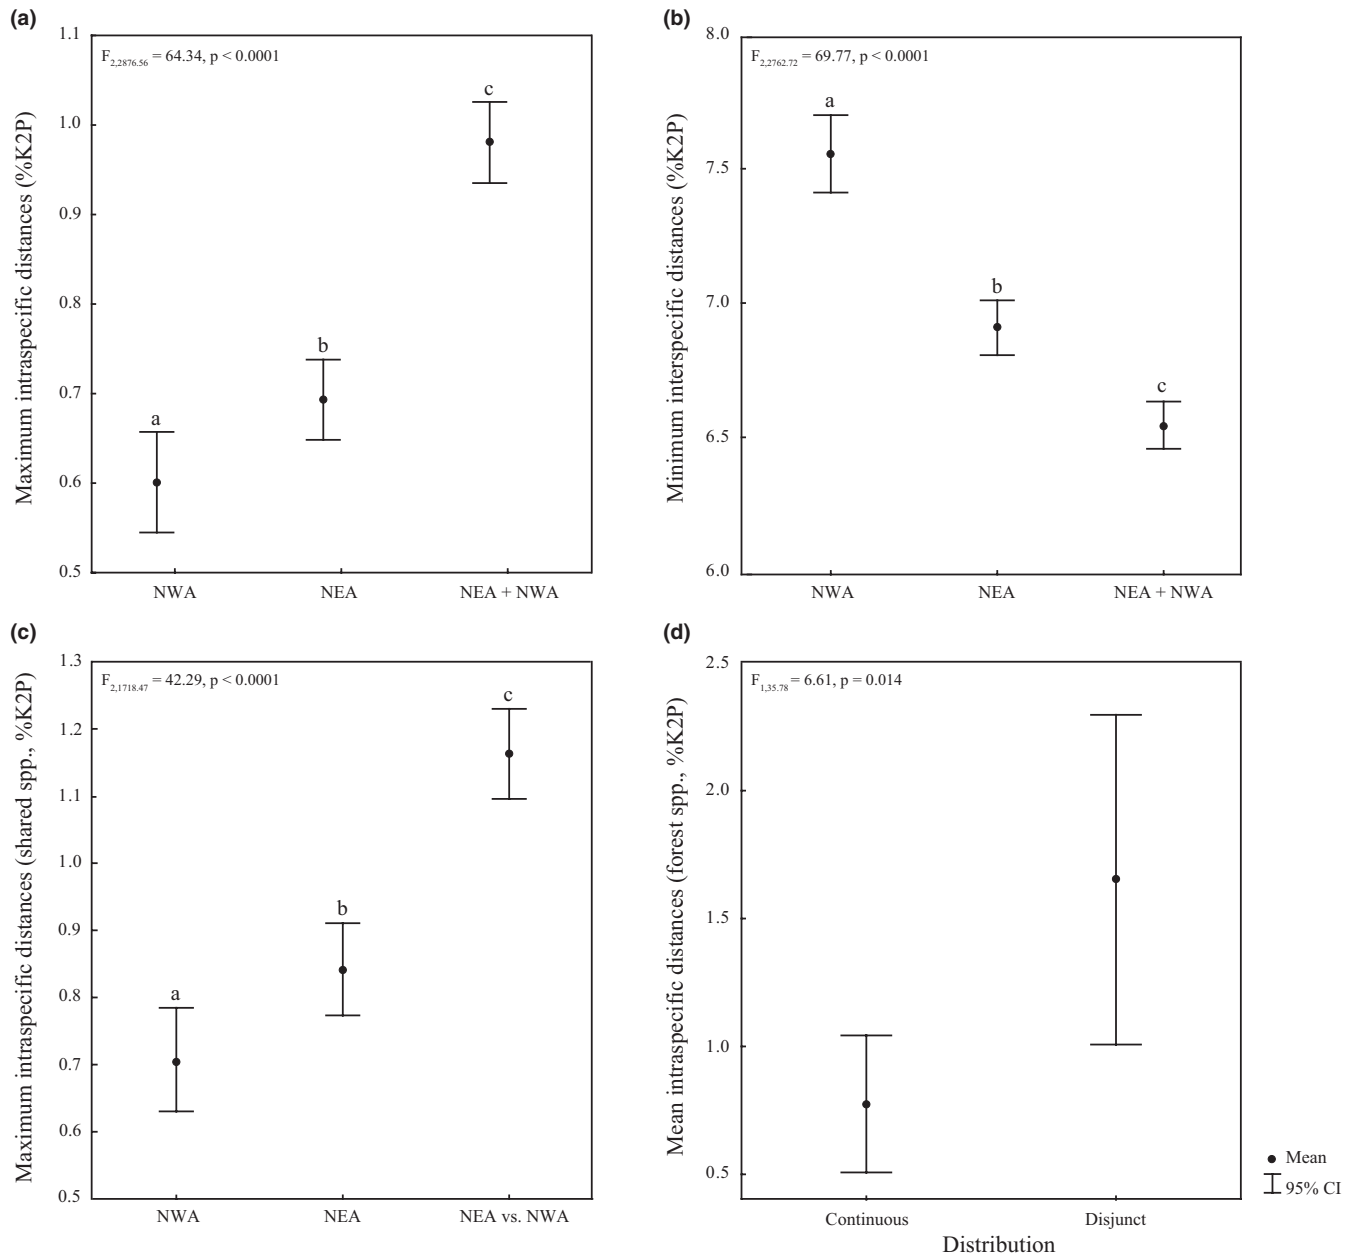 (a)
F2,2876.56 = 64.34, p < 0.0001
Maximum intraspecific distances (%K2P)
1.1
1.0
0.9
0.8
0.7
0.6
0.5
a
b
c
NWA
NEA
NEA + NWA
(b)
F2,2762.72 = 69.77, p < 0.0001
Minimum interspecific distances (%K2P)
8.0
7.5
7.0
6.5
6.0
a
b
c
NWA
NEA
NEA + NWA
(c)
F2,1718.47 = 42.29, p < 0.0001
Maximum intraspecific distances (shared spp., %K2P)
1.3
1.2
1.1
1.0
0.9
0.8
0.7
0.6
0.5
a
b
c
NWA
NEA
NEA vs. NWA
(d)
F1,35.78 = 6.61, p = 0.014
Mean intraspecific distances (forest spp., %K2P)
2.5
2.0
1.5
1.0
0.5
Continuous
Disjunct
Distribution
Mean
95% CI